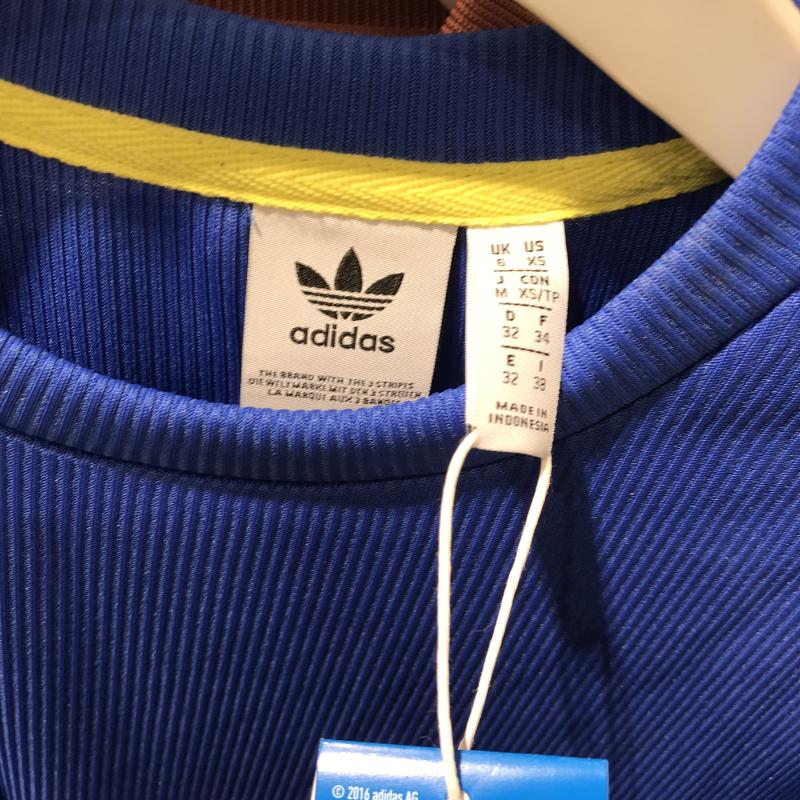 adidas
THE BRAND WITH THE 3 STRIPES
DIE WELTMARKE MIT DEN 3 STREIFEN
LA MARQUE AUX 3 BANDES
UK US
6 XS
J CDN
M XS/TP
D F
32 34
E I
32 38
MADE IN
INDONESIA
© 2016 adidas AG